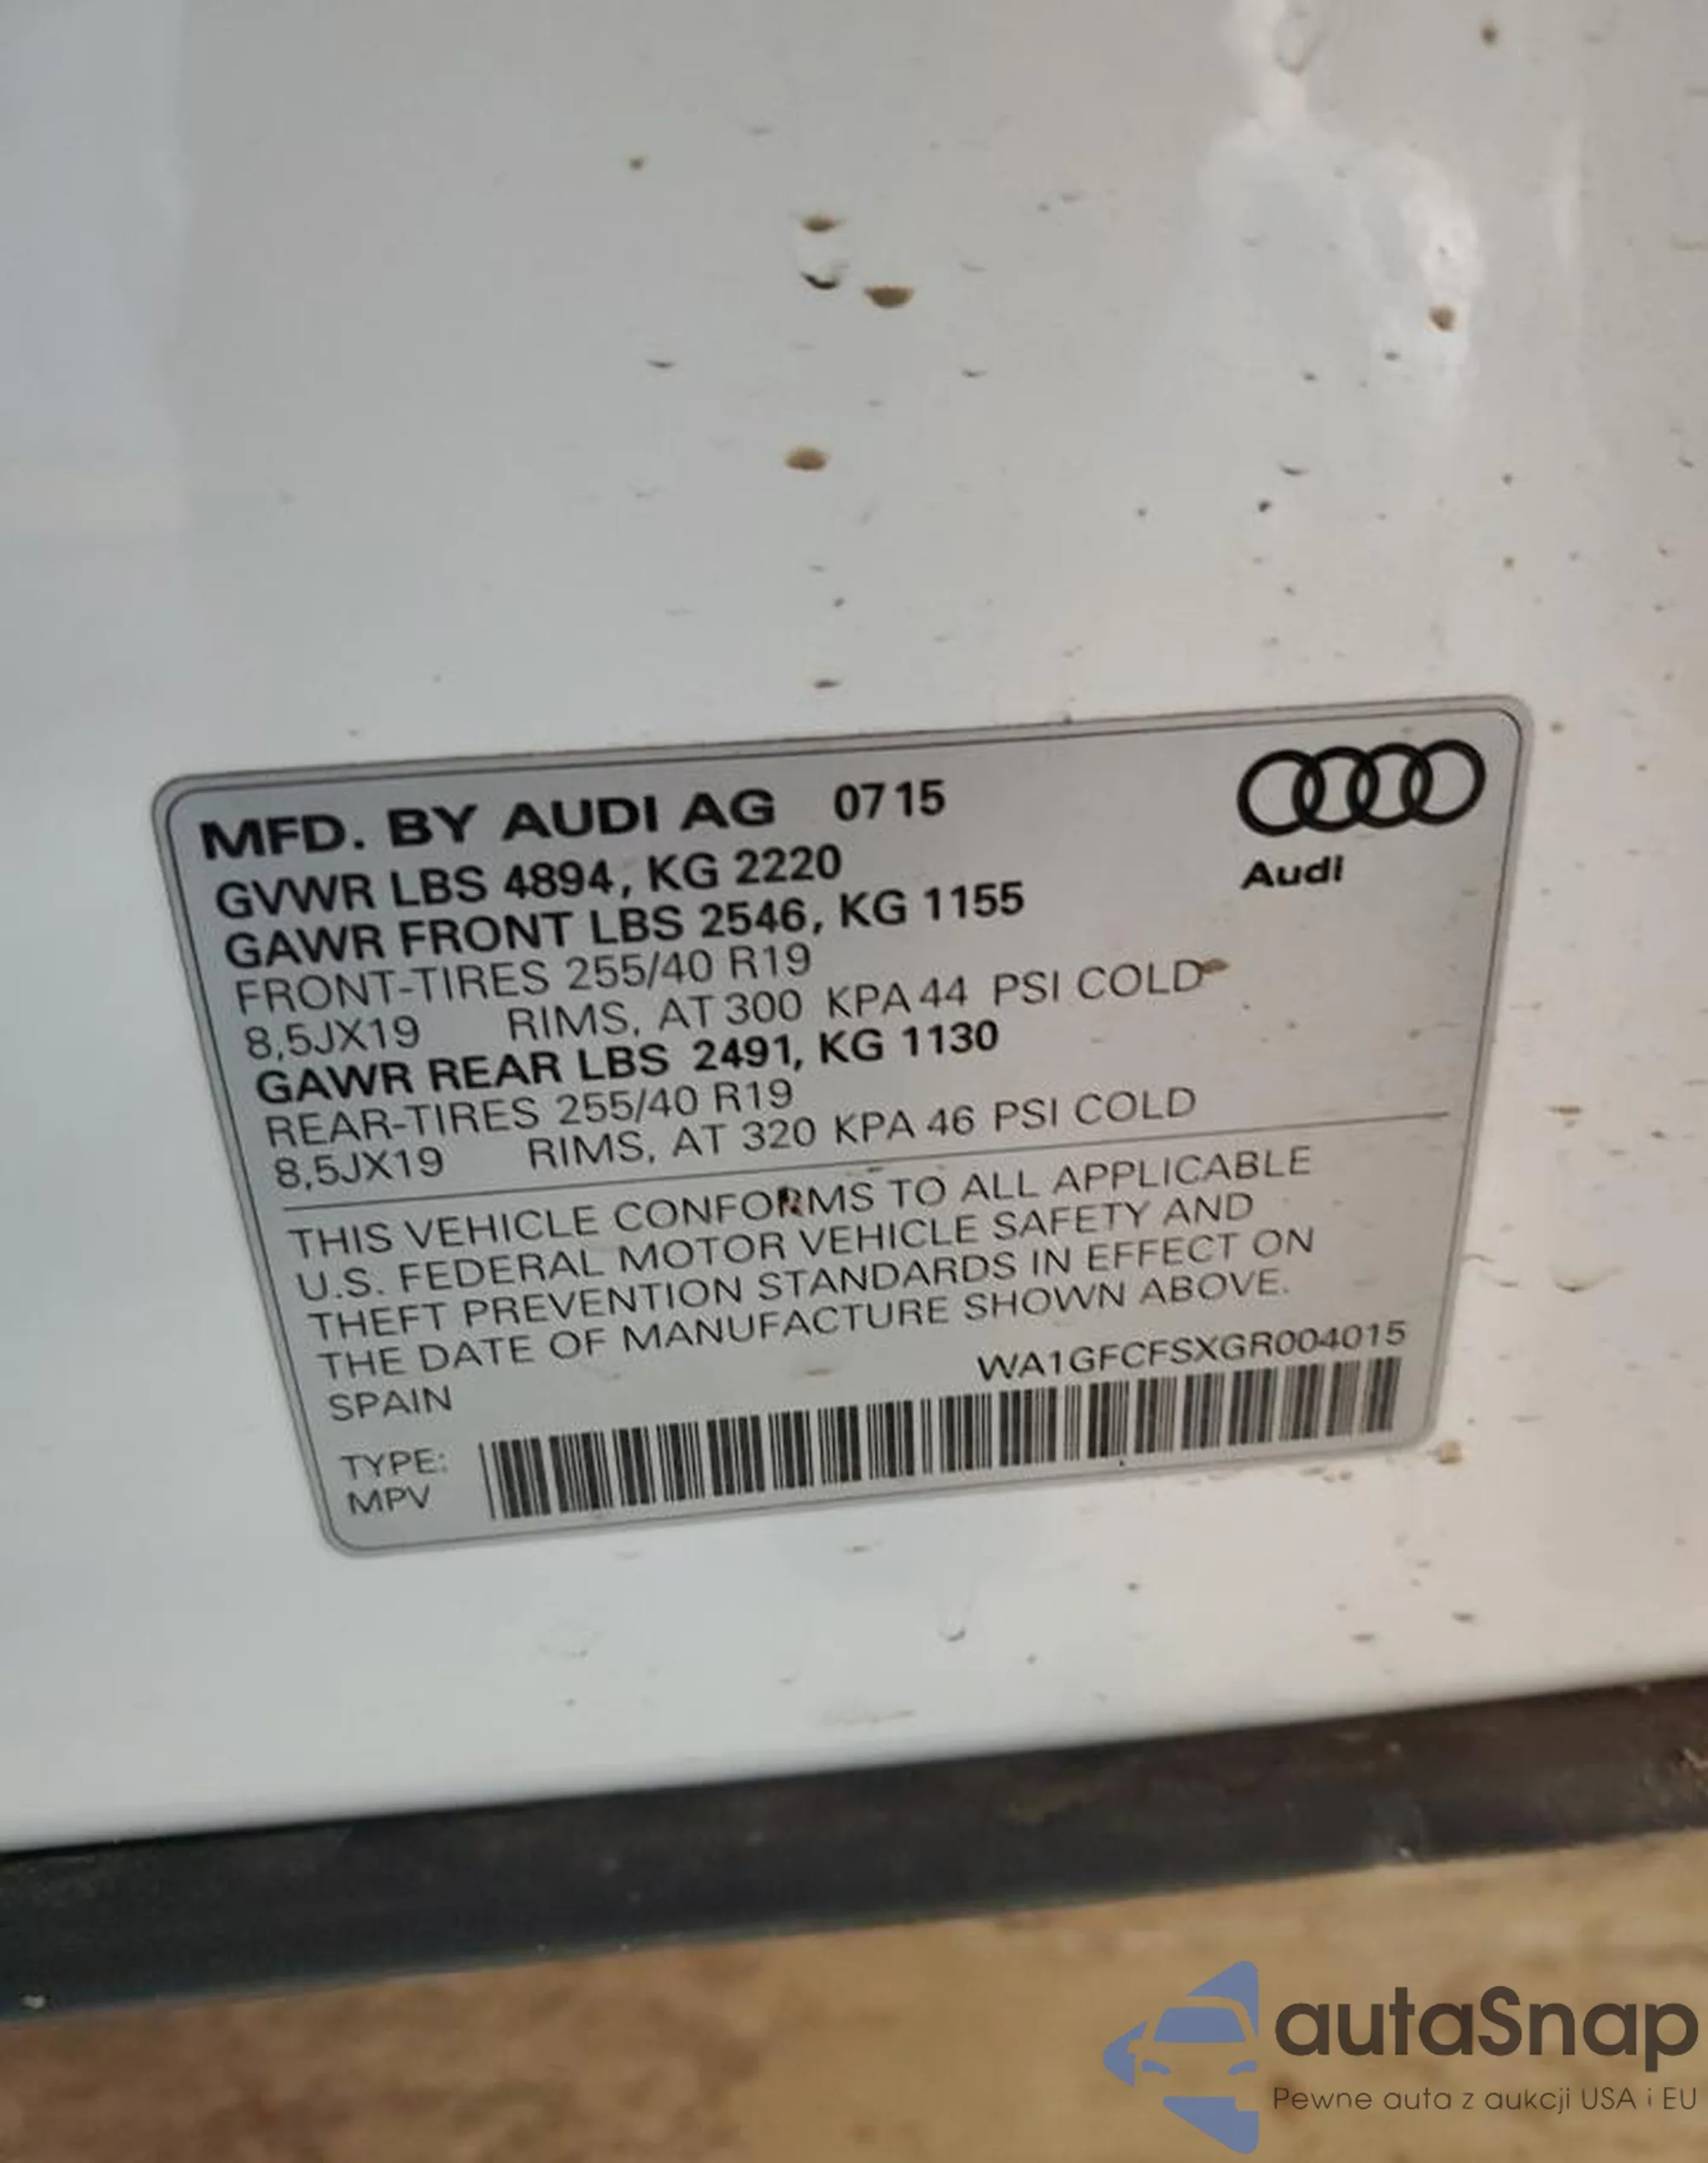 MFD. BY AUDI AG 0715
GVWR LBS 4894, KG 2220
GAWR FRONT LBS 2546, KG 1155
FRONT-TIRES 255/40 R19
8,5JX19 RIMS, AT 300 KPA 44 PSI COLD
GAWR REAR LBS 2491, KG 1130
REAR-TIRES 255/40 R19
8,5JX19 RIMS, AT 320 KPA 46 PSI COLD
Audi
THIS VEHICLE CONFORMS TO ALL APPLICABLE
U.S. FEDERAL MOTOR VEHICLE SAFETY AND
THEFT PREVENTION STANDARDS IN EFFECT ON
THE DATE OF MANUFACTURE SHOWN ABOVE.
SPAIN WA1GFCFSXGR004015
TYPE:
MPV
autaSnap
Pewne auta z aukcji USA i EU